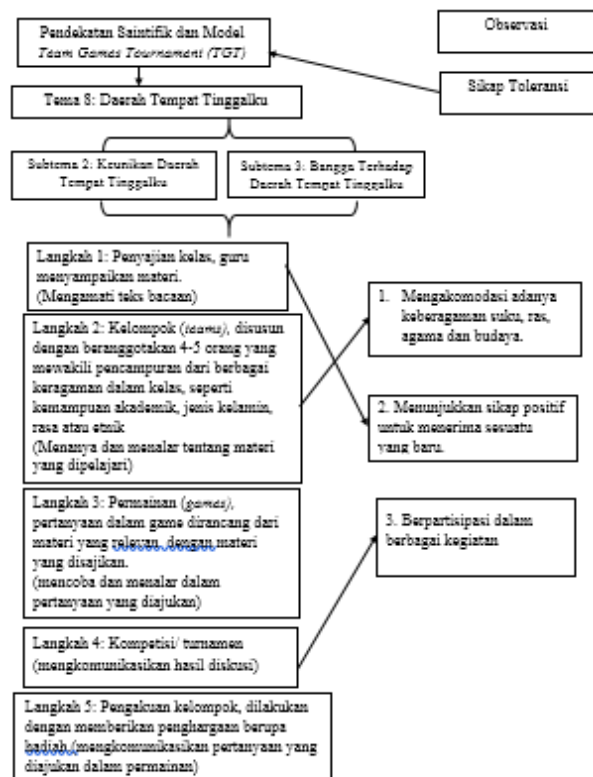 Pendekatan Saintifik dan Model
Team Games Tournament (TGT)
Observasi
Sikap Toleransi
Tema 8: Daerah Tempat Tinggalku
Subtema 2: Keunikan Daerah
Tempat Tinggalku
Subtema 3: Bangga Terhadap
Daerah Tempat Tinggalku
Langkah 1: Penyajian kelas, guru
menyampaikan materi.
(Mengamati teks bacaan)
Langkah 2: Kelompok (teams), disusun
dengan beranggotakan 4-5 orang yang
mewakili pencampuran dari berbagai
keragaman dalam kelas, seperti
kemampuan akademik, jenis kelamin,
rasa atau etnik
(Menanya dan menalar tentang materi
yang dipelajari)
Langkah 3: Permainan (games),
pertanyaan dalam game dirancang dari
materi yang relevan dengan materi
yang disajikan.
(mencoba dan menalar dalam
pertanyaan yang diajukan)
Langkah 4: Kompetisi/ turnamen
(mengkomunikasikan hasil diskusi)
Langkah 5: Pengakuan kelompok, dilakukan
dengan memberikan penghargaan berupa
hadiah (mengkomunikasikan pertanyaan yang
diajukan dalam permainan)
1. Mengakomodasi adanya
keberagaman suku, ras,
agama dan budaya.
2. Menunjukkan sikap positif
untuk menerima sesuatu
yang baru.
3. Berpartisipasi dalam
berbagai kegiatan